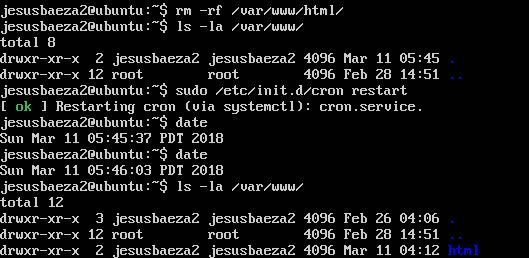 jesusbaeza2@ubuntu:~$ rm -rf /var/www/html/
jesusbaeza2@ubuntu:~$ ls -la /var/www/
total 8
drwxr-xr-x  2 jesusbaeza2 jesusbaeza2 4096 Mar 11 05:45 .
drwxr-xr-x 12 root        root        4096 Feb 28 14:51 ..
jesusbaeza2@ubuntu:~$ sudo /etc/init.d/cron restart
[ ok ] Restarting cron (via systemctl): cron.service.
jesusbaeza2@ubuntu:~$ date
Sun Mar 11 05:45:37 PDT 2018
jesusbaeza2@ubuntu:~$ date
Sun Mar 11 05:46:03 PDT 2018
jesusbaeza2@ubuntu:~$ ls -la /var/www/
total 12
drwxr-xr-x  3 jesusbaeza2 jesusbaeza2 4096 Feb 26 04:06 .
drwxr-xr-x 12 root        root        4096 Feb 28 14:51 ..
drwxr-xr-x  2 jesusbaeza2 jesusbaeza2 4096 Mar 11 04:12 html